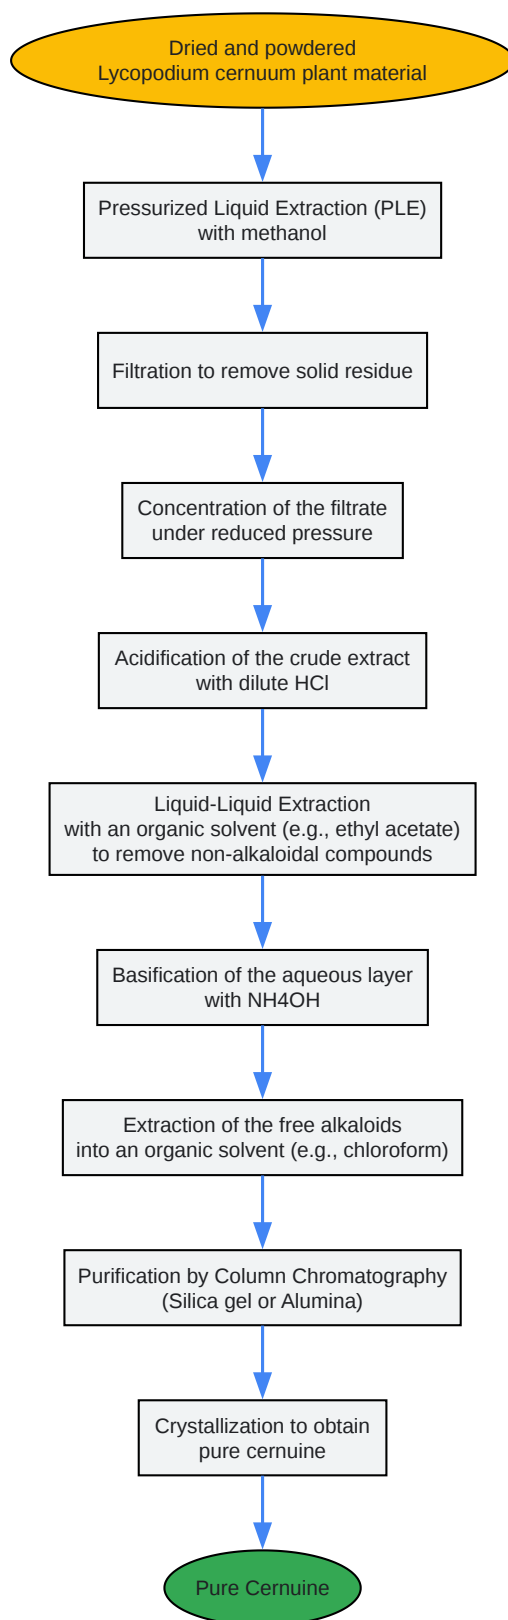 Dried and powdered
Lycopodium cernuum plant material
Pressurized Liquid Extraction (PLE)
with methanol
Filtration to remove solid residue
Concentration of the filtrate
under reduced pressure
Acidification of the crude extract
with dilute HCl
Liquid-Liquid Extraction
with an organic solvent (e.g., ethyl acetate)
to remove non-alkaloidal compounds
Basification of the aqueous layer
with NH4OH
Extraction of the free alkaloids
into an organic solvent (e.g., chloroform)
Purification by Column Chromatography
(Silica gel or Alumina)
Crystallization to obtain
pure cernuine
Pure Cernuine